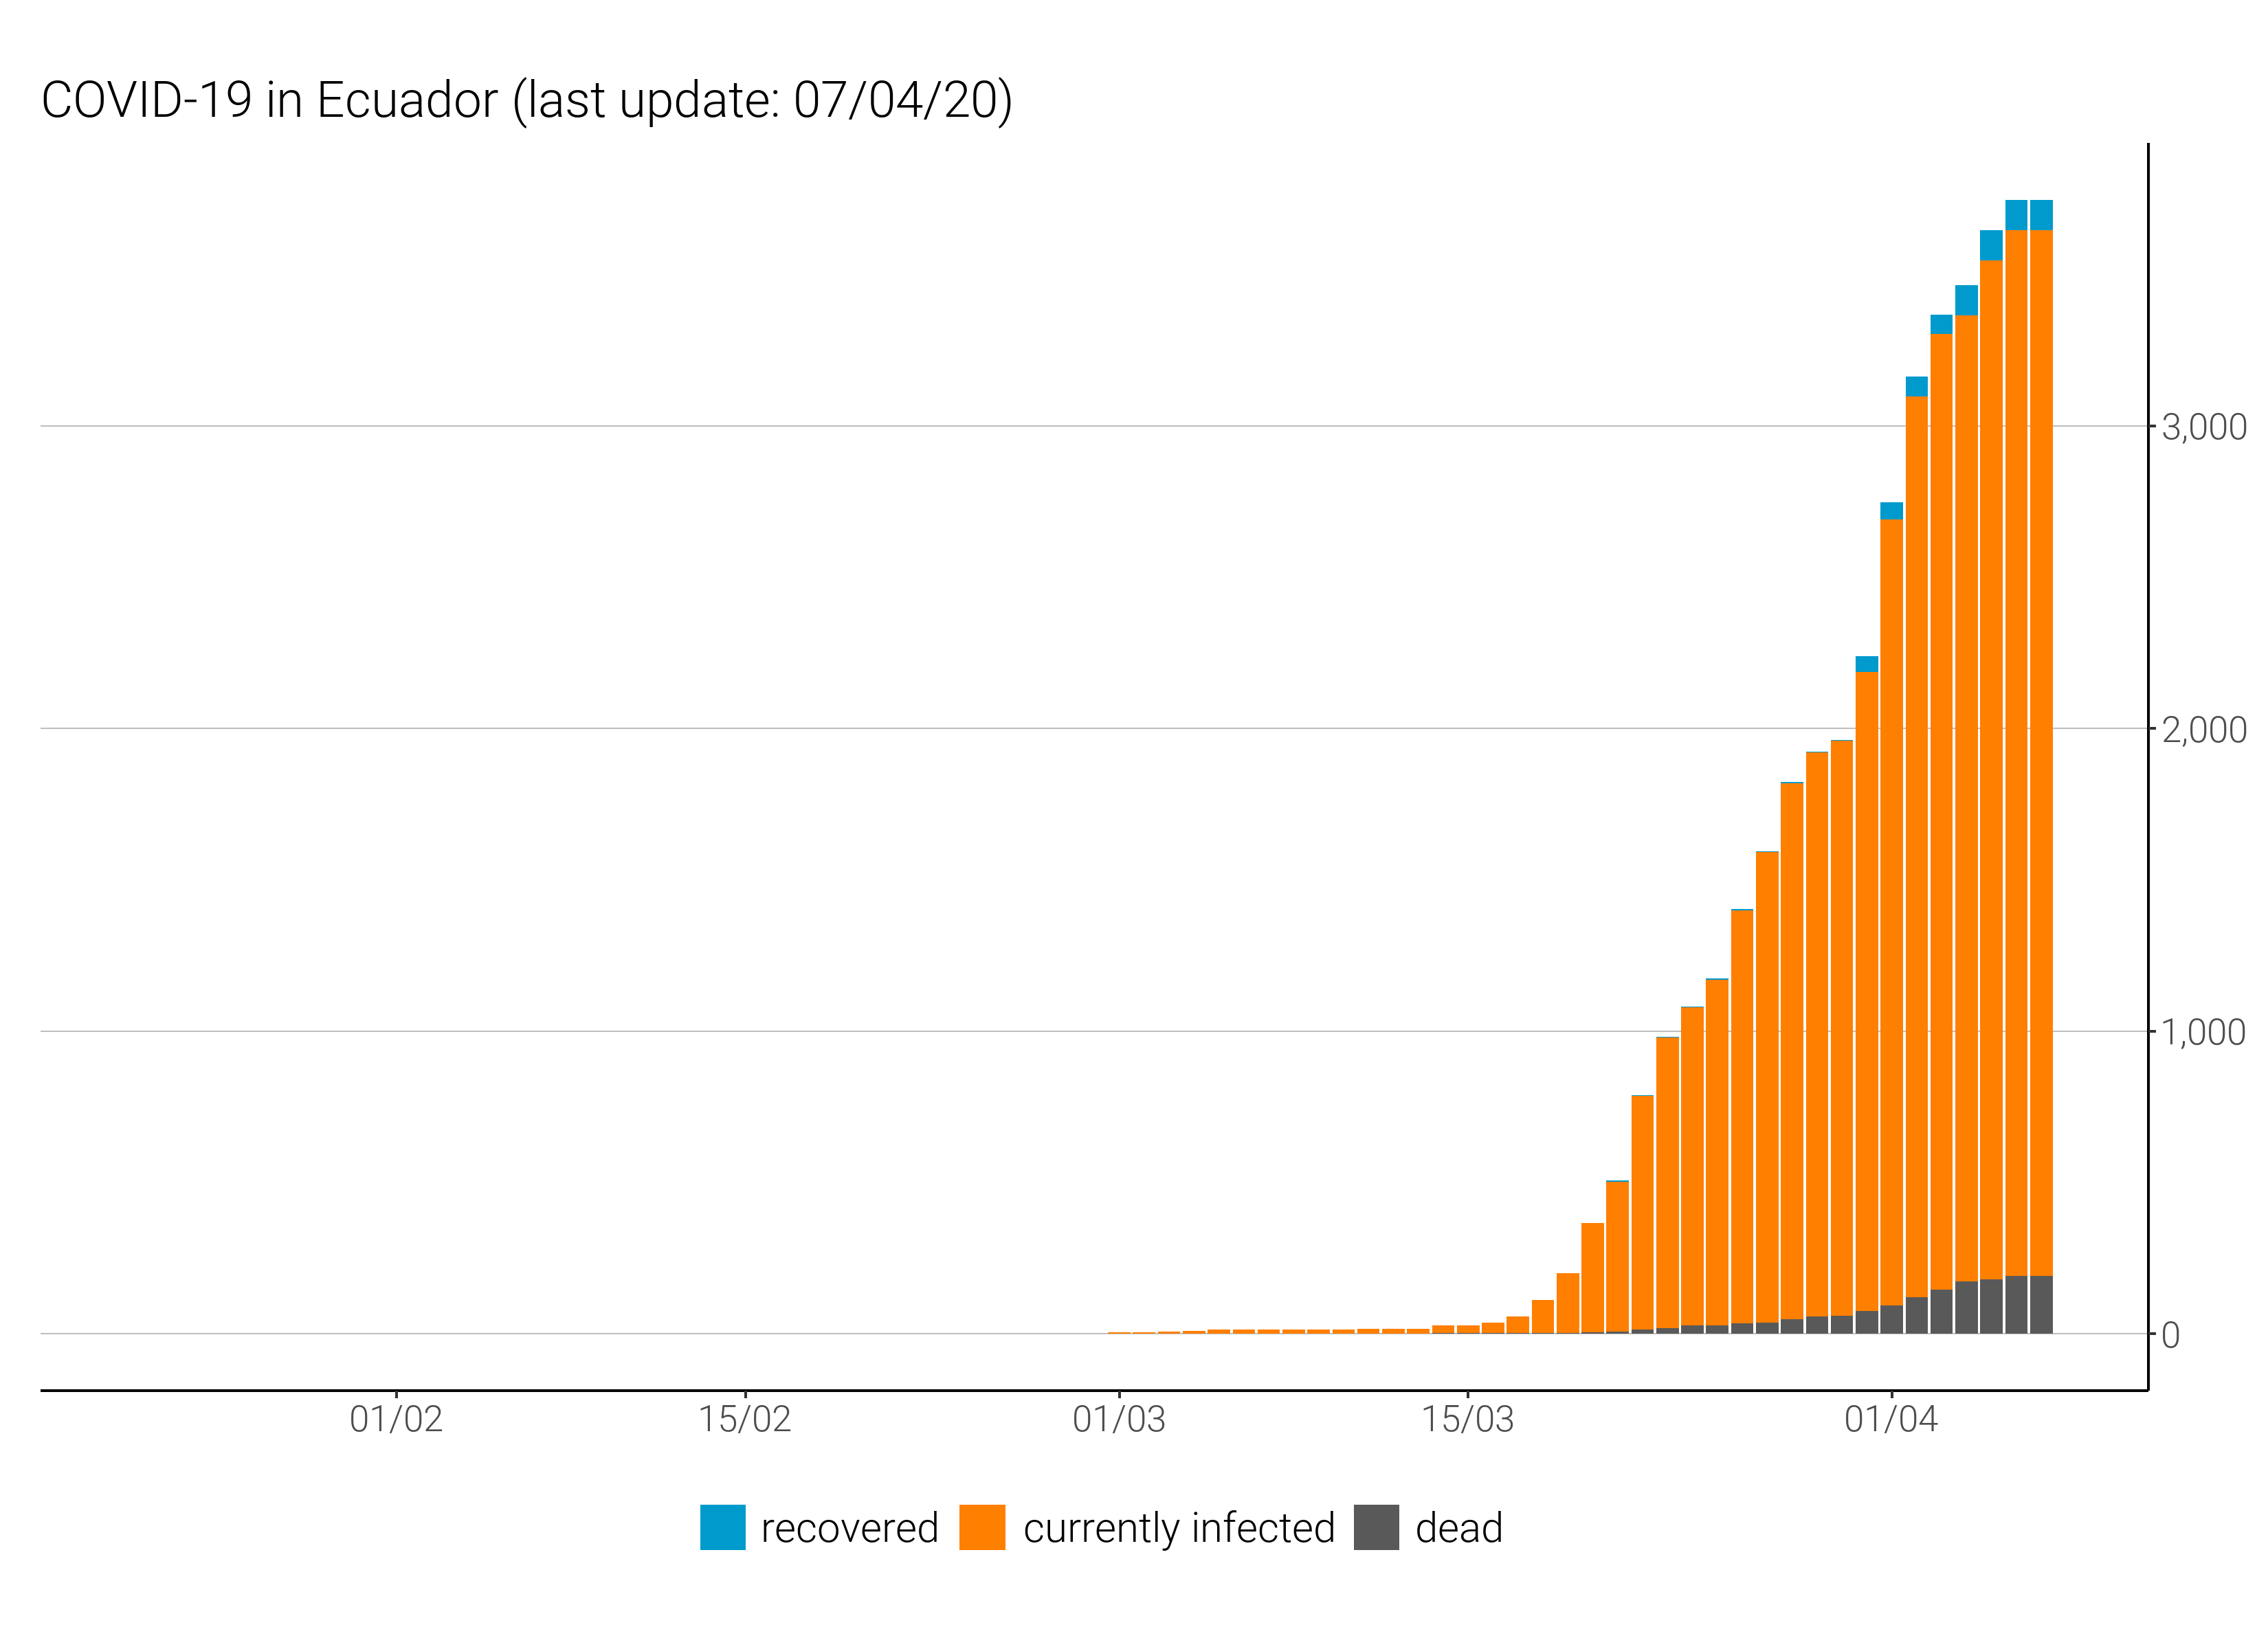 COVID-19 in Ecuador (last update: 07/04/20)
3,000
2,000
1,000
0
01/02 15/02 01/03 15/03 01/04
recovered currently infected dead